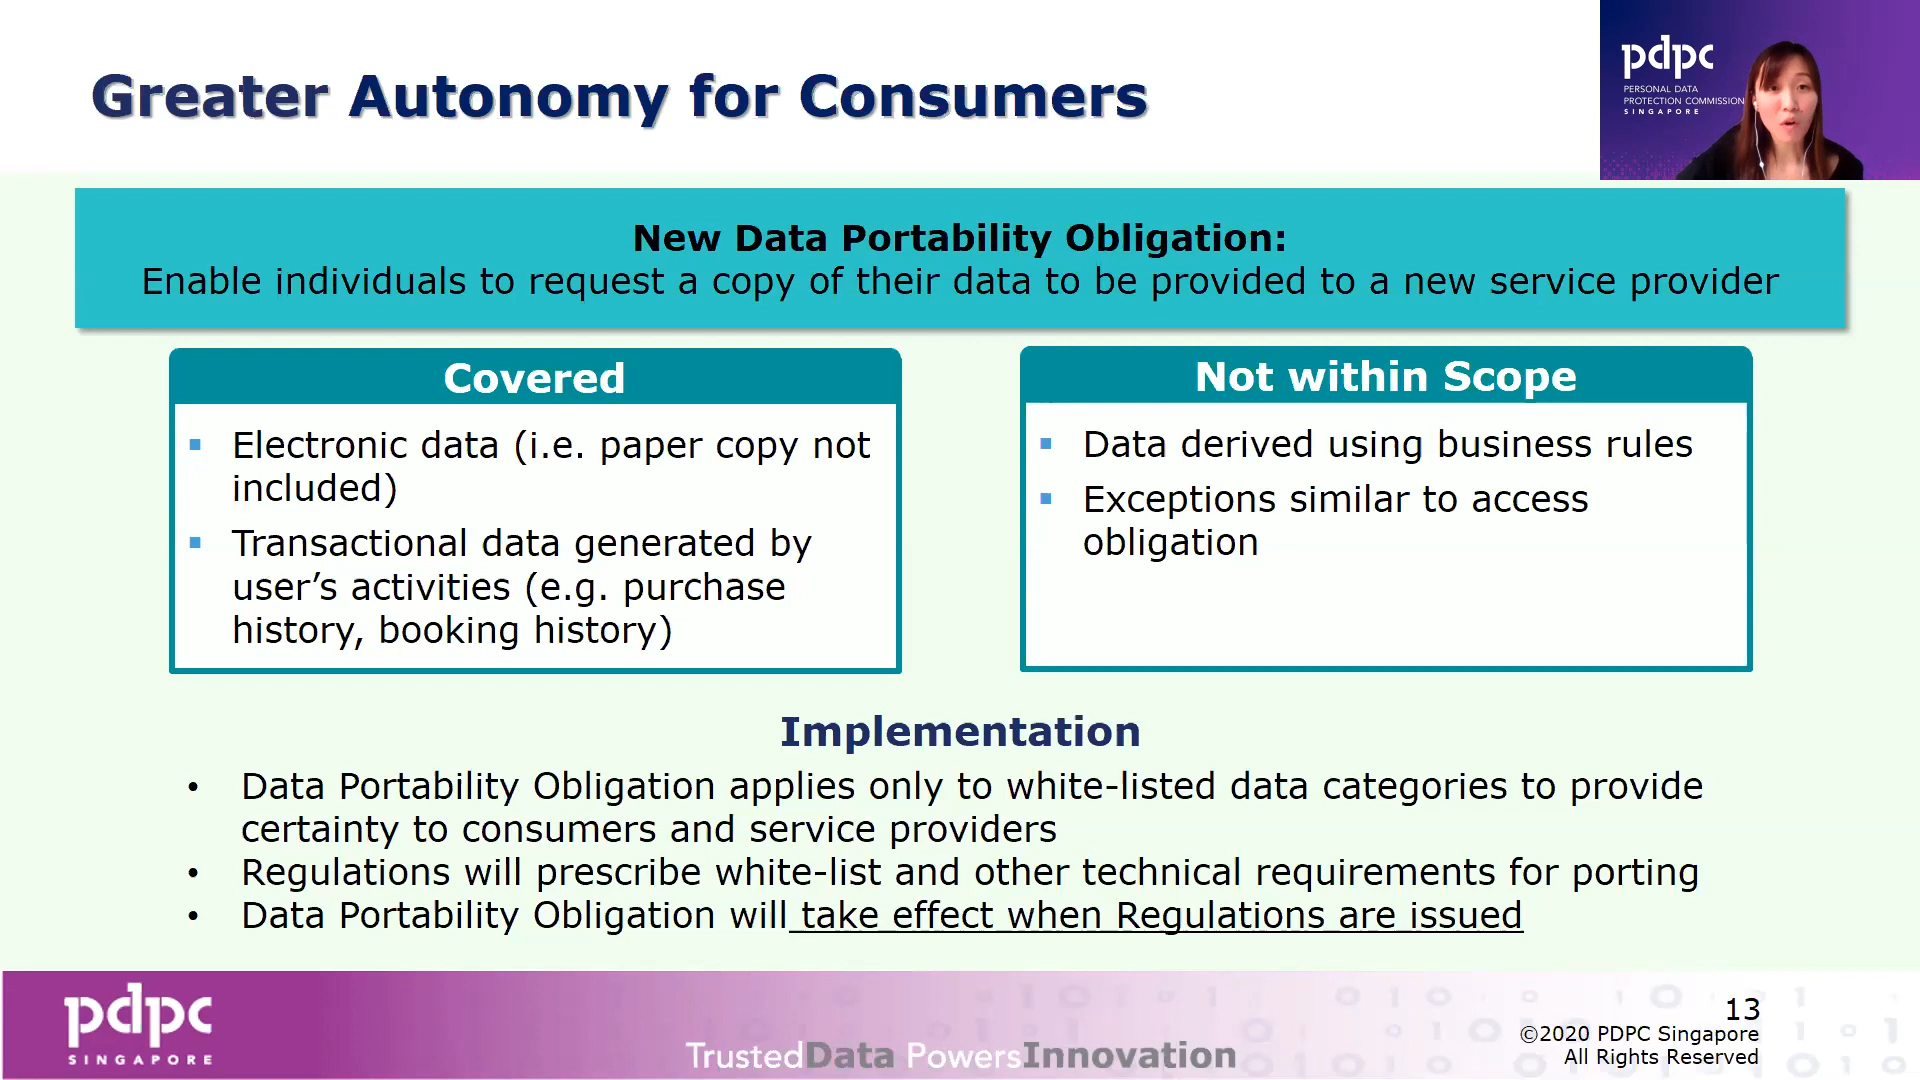 Greater Autonomy for Consumers
pdpc
PERSONAL DATA
PROTECTION COMMISSION
SINGAPORE
New Data Portability Obligation:
Enable individuals to request a copy of their data to be provided to a new service provider
Covered
▪ Electronic data (i.e. paper copy not
included)
▪ Transactional data generated by
user’s activities (e.g. purchase
history, booking history)
Not within Scope
▪ Data derived using business rules
▪ Exceptions similar to access
obligation
Implementation
• Data Portability Obligation applies only to white-listed data categories to provide
certainty to consumers and service providers
• Regulations will prescribe white-list and other technical requirements for porting
• Data Portability Obligation will take effect when Regulations are issued
pdpc
SINGAPORE
TrustedData PowersInnovation
13
©2020 PDPC Singapore
All Rights Reserved